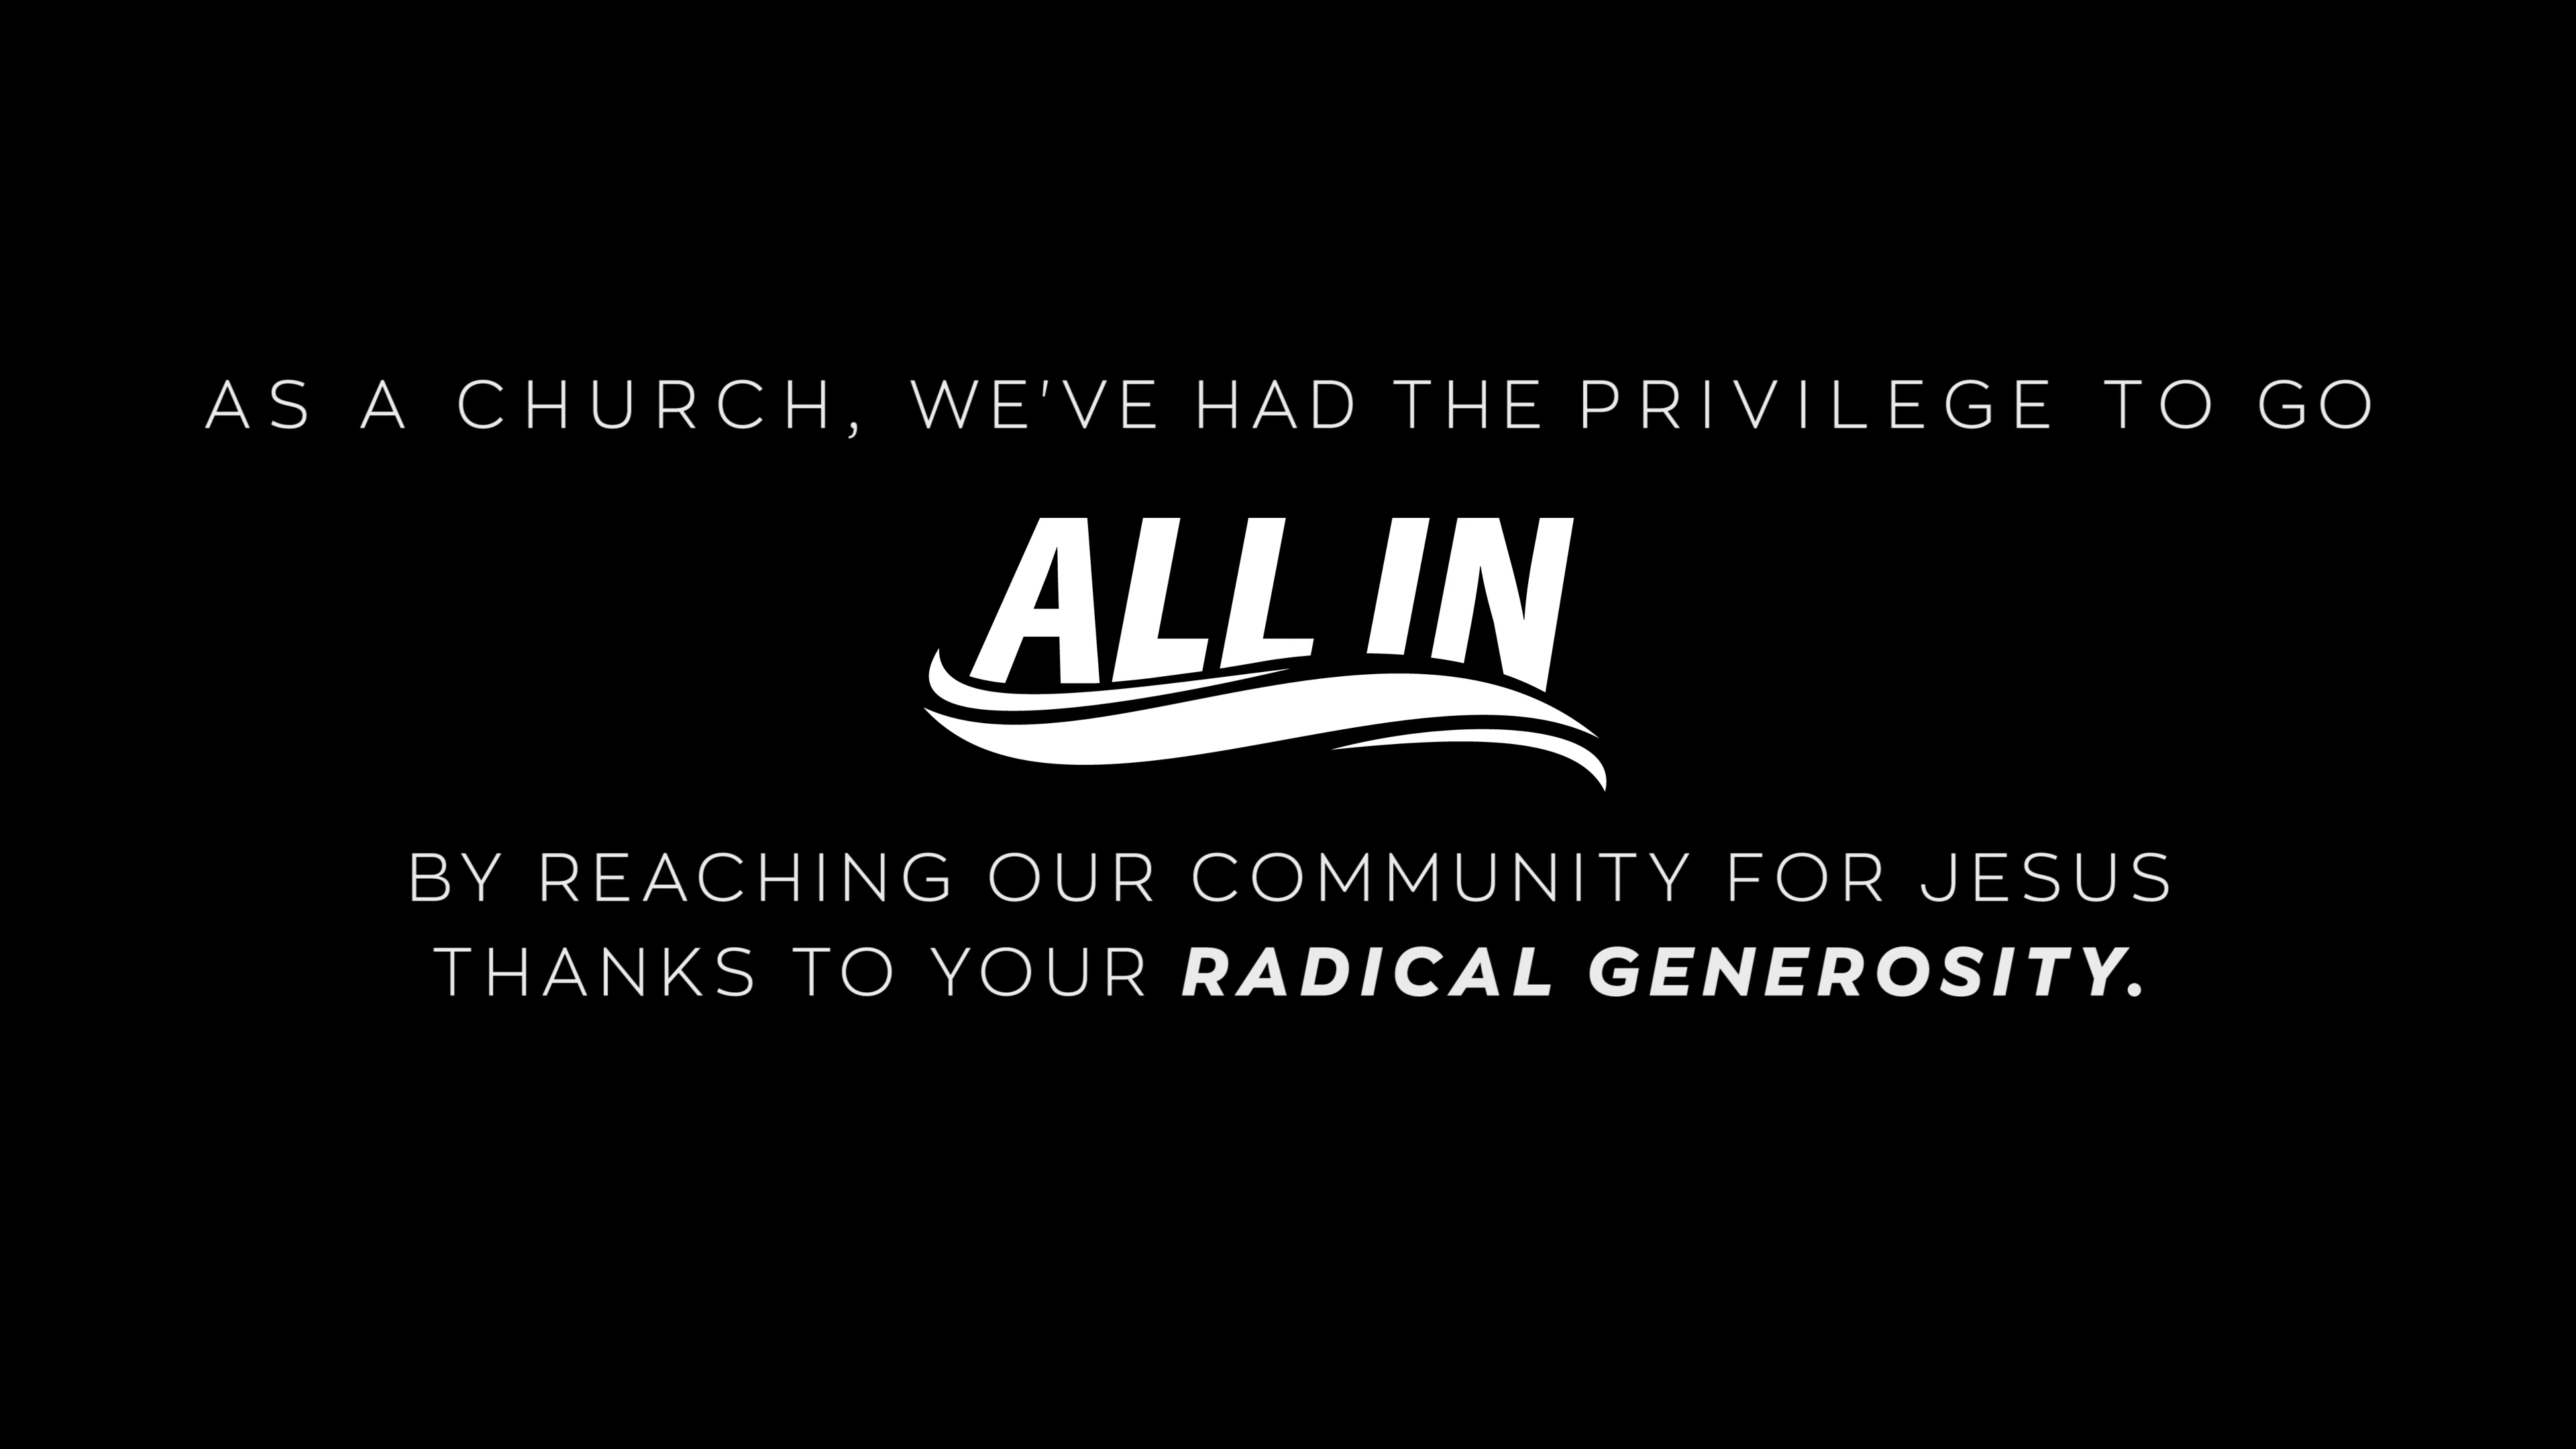 AS A CHURCH, WE'VE HAD THE PRIVILEGE TO GO
ALL IN
BY REACHING OUR COMMUNITY FOR JESUS
THANKS TO YOUR RADICAL GENEROSITY.